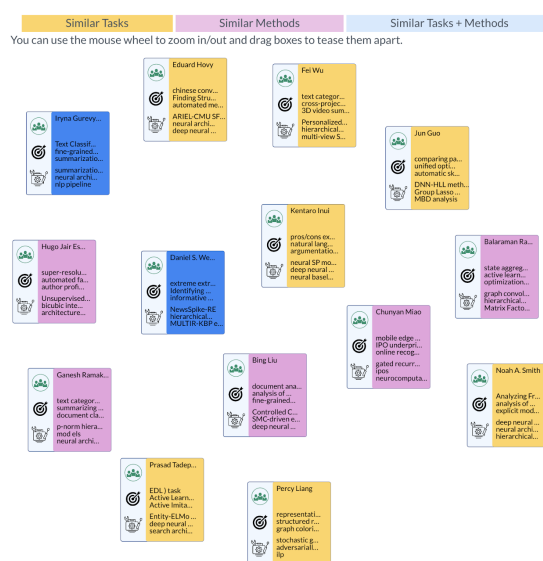 Similar Tasks
Similar Methods
Similar Tasks + Methods
You can use the mouse wheel to zoom in/out and drag boxes to tease them apart.
Eduard Hovy
chinese conv...
Finding Stru...
automated me...
ARIEL-CMU SF...
neural archi...
deep neural ...
Fei Wu
text categor...
cross-projec...
3D video sum...
Personalized...
hierarchical...
multi-view S...
Iryna Gurevy...
Text Classif...
fine-grained...
summarizatio...
summarizatio...
neural archi...
nlp pipeline
Jun Guo
comparing pa...
unified opti...
automatic sk...
DNN-HLL meth...
Group Lasso ...
MBD analysis
Kentaro Inui
pros/cons ex...
natural lang...
argumentatio...
neural SP mo...
deep neural ...
neural basel...
Hugo Jair Es...
super-resolu...
automated fa...
author profi...
Unsupervised...
bicubic inte...
architecture...
Daniel S. We...
extreme extr...
Identifying ...
informative ...
NewsSpike-RE
hierarchical...
MULTIR-KBP e...
Balaraman Ra...
state aggreg...
active learn...
optimization...
graph convol...
hierarchical...
Matrix Facto...
Chunyan Miao
mobile edge ...
IPO underpri...
online recog...
gated recurr...
ipos
neurocomputa...
Ganesh Ramak...
text categor...
summarizing ...
document cla...
p-norm hiera...
mod els
neural archi...
Bing Liu
document ana...
analysis of ...
fine-grained...
Controlled C...
SMC-driven e...
deep neural ...
Noah A. Smith
Analyzing Fr...
analysis of ...
explicit mod...
deep neural ...
neural archi...
hierarchical...
Prasad Tadep...
EDL) task
Active Learn...
Active Imita...
Entity-ELMo ...
deep neural ...
search archi...
Percy Liang
representati...
structured r...
graph colori...
stochastic g...
adversariall...
ilp